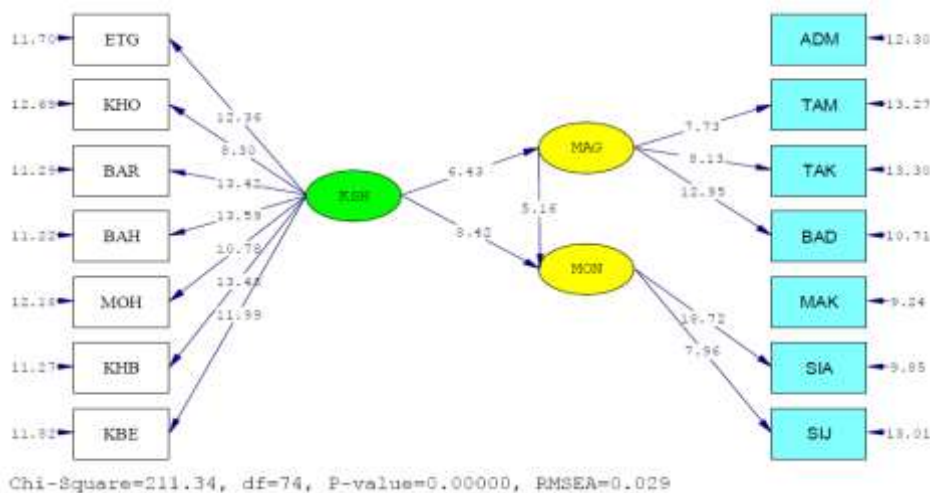 11.70 ETG
12.69 KHO
11.29 BAR
11.22 BAH
12.28 MOH
11.27 KHB
11.82 KBE
12.36
8.30
13.42
13.59
10.78
13.48
11.99
KSH
6.43
8.42
MAG
5.16
MON
7.73
8.13
12.95
18.72
7.96
ADM 12.30
TAM 13.27
TAK 13.30
BAD 10.71
MAK 9.24
SIA 9.85
SIJ 13.01
Chi-Square=211.34, df=74, P-value=0.00000, RMSEA=0.029